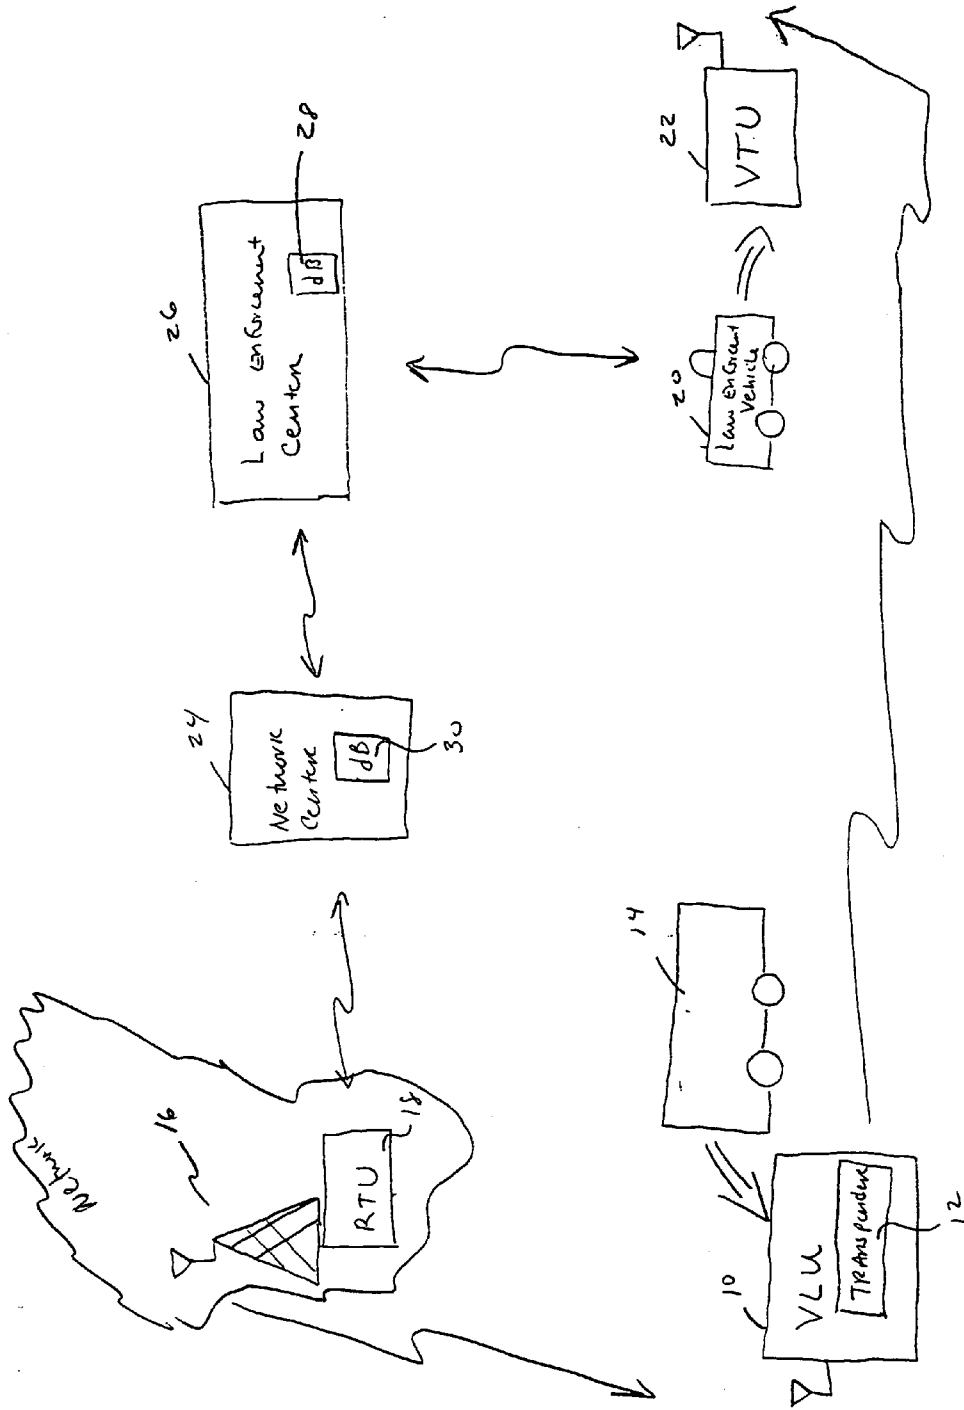 Network
16
RTU
18
24
Network
Center
dB
30
26
Law Enforcement
Center
dB
28
10
VLU
TRANSponder
12
14
20
Law Enforcent
Vehicle
22
VTU